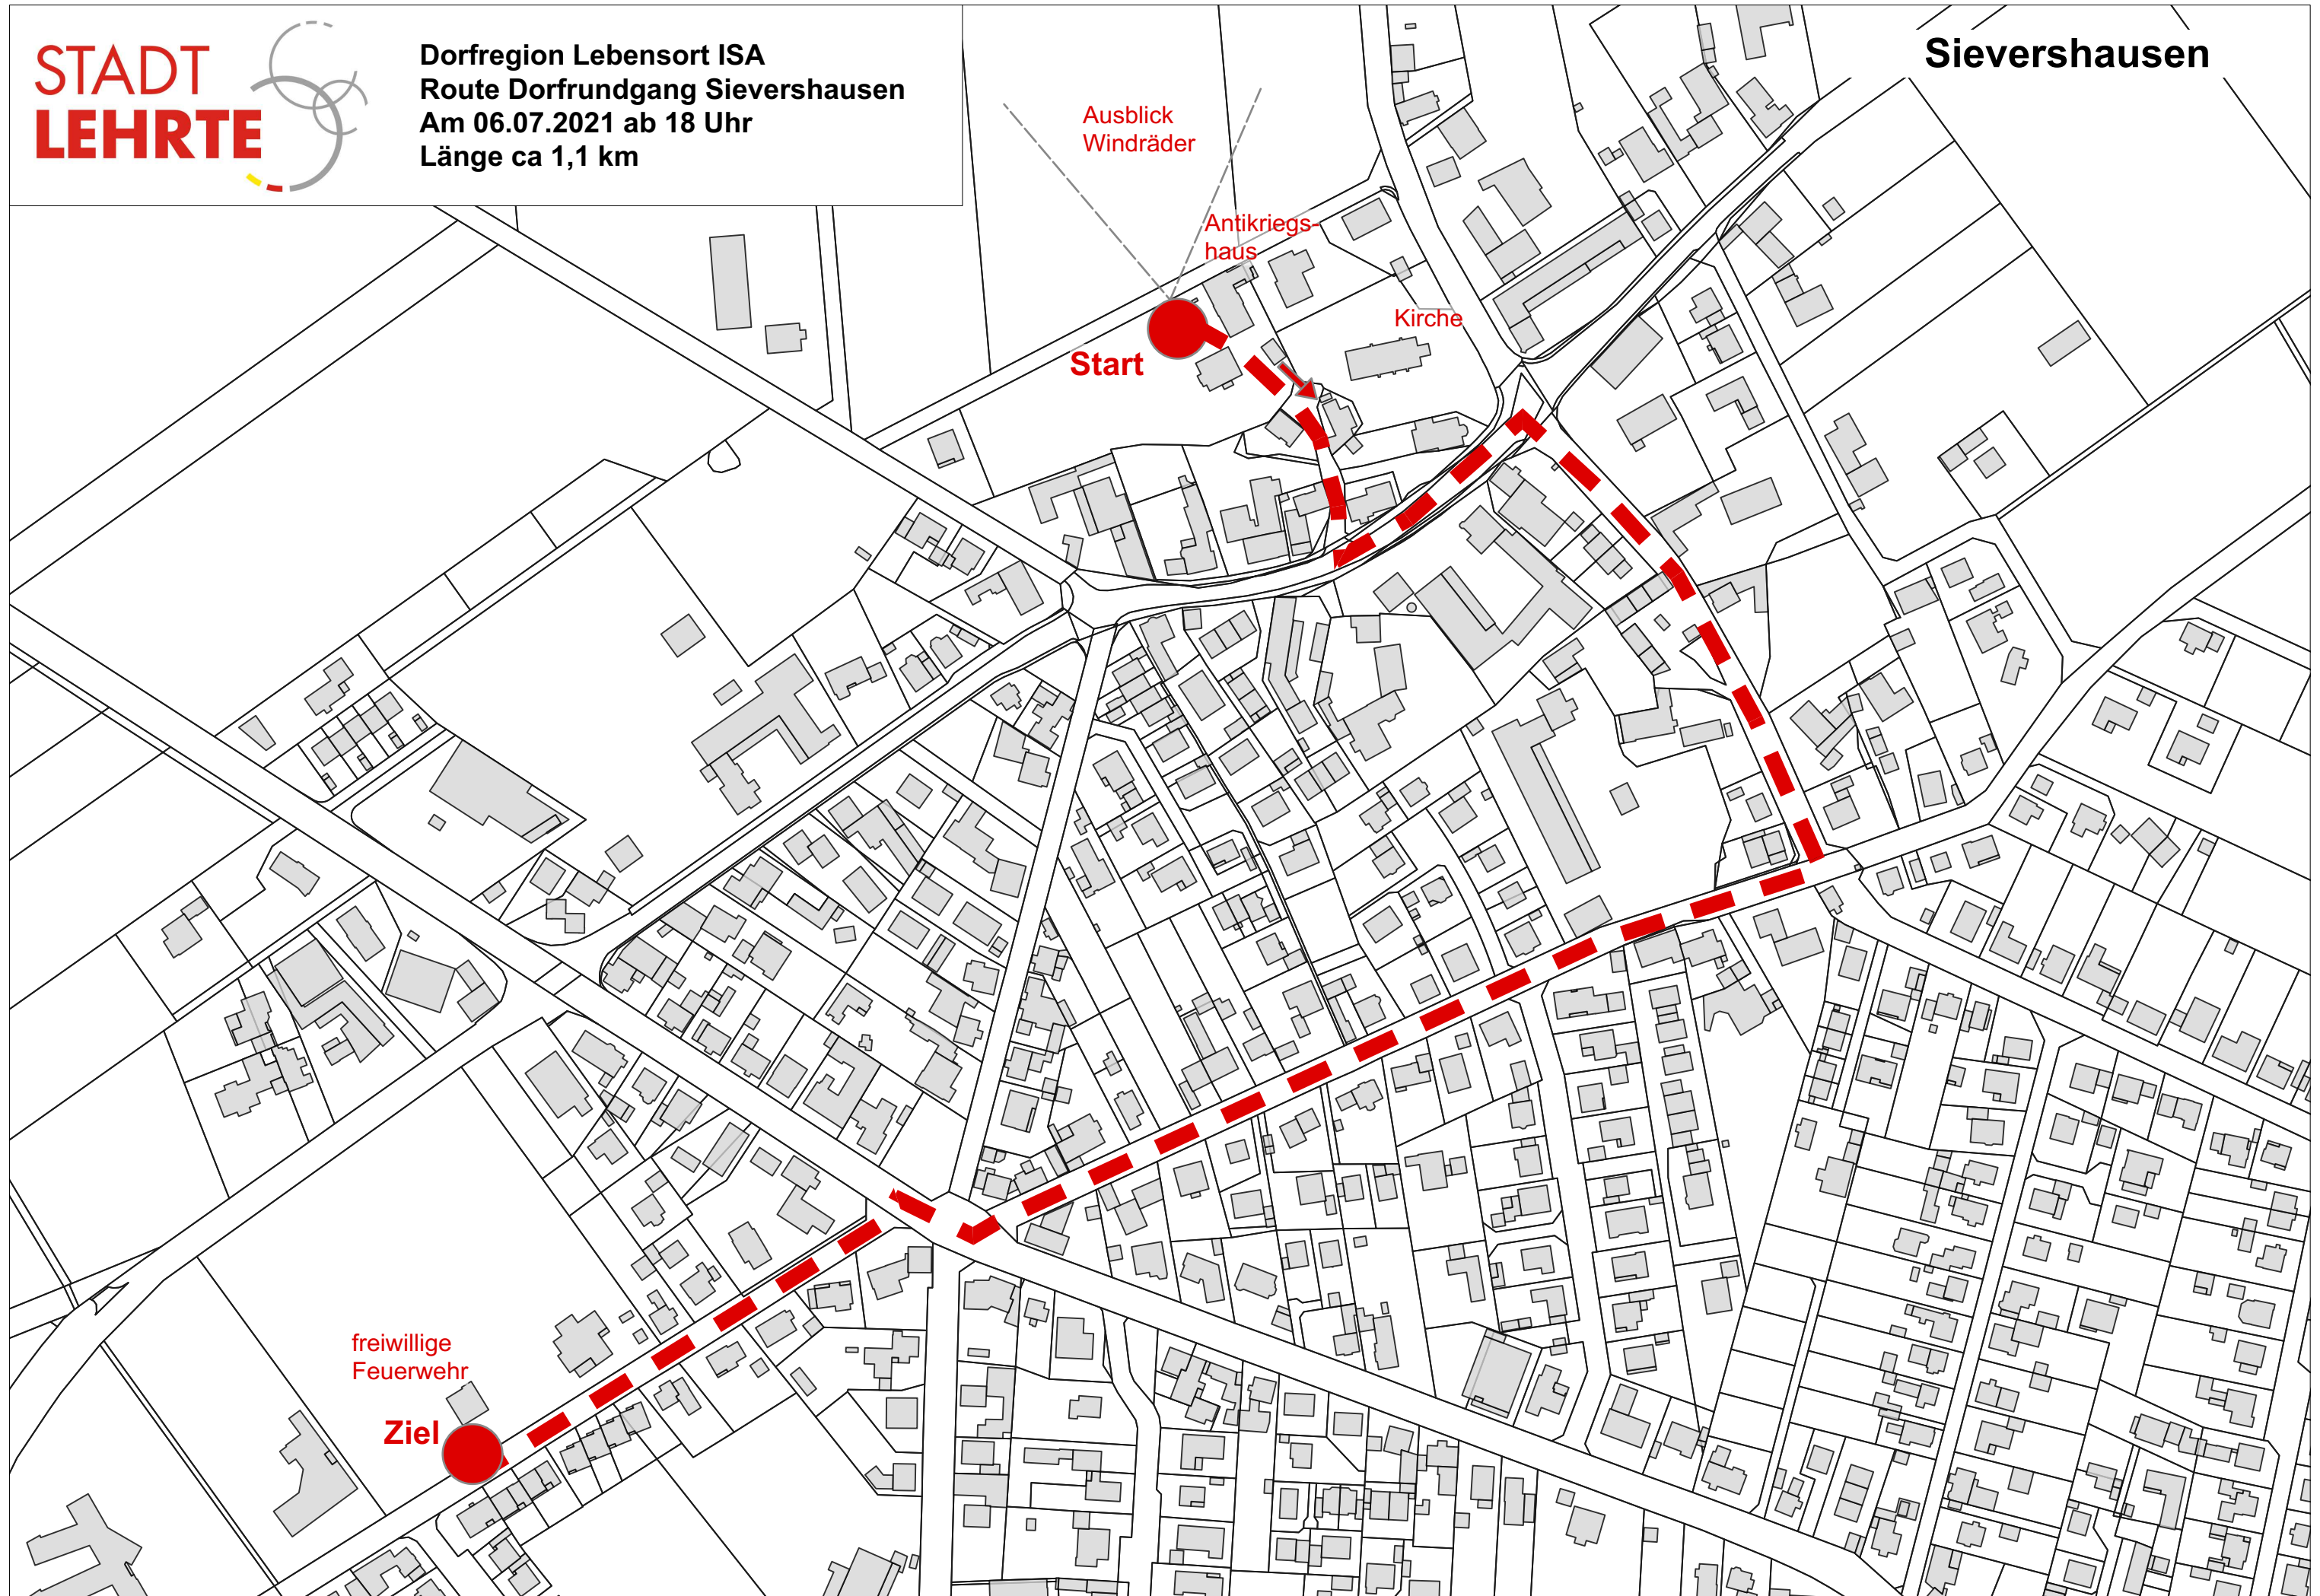 STADT
LEHRTE
Dorfregion Lebensort ISA
Route Dorfrundgang Sievershausen
Am 06.07.2021 ab 18 Uhr
Länge ca 1,1 km
Sievershausen
Ausblick
Windräder
Antikriegs-
haus
Kirche
Start
freiwillige
Feuerwehr
Ziel